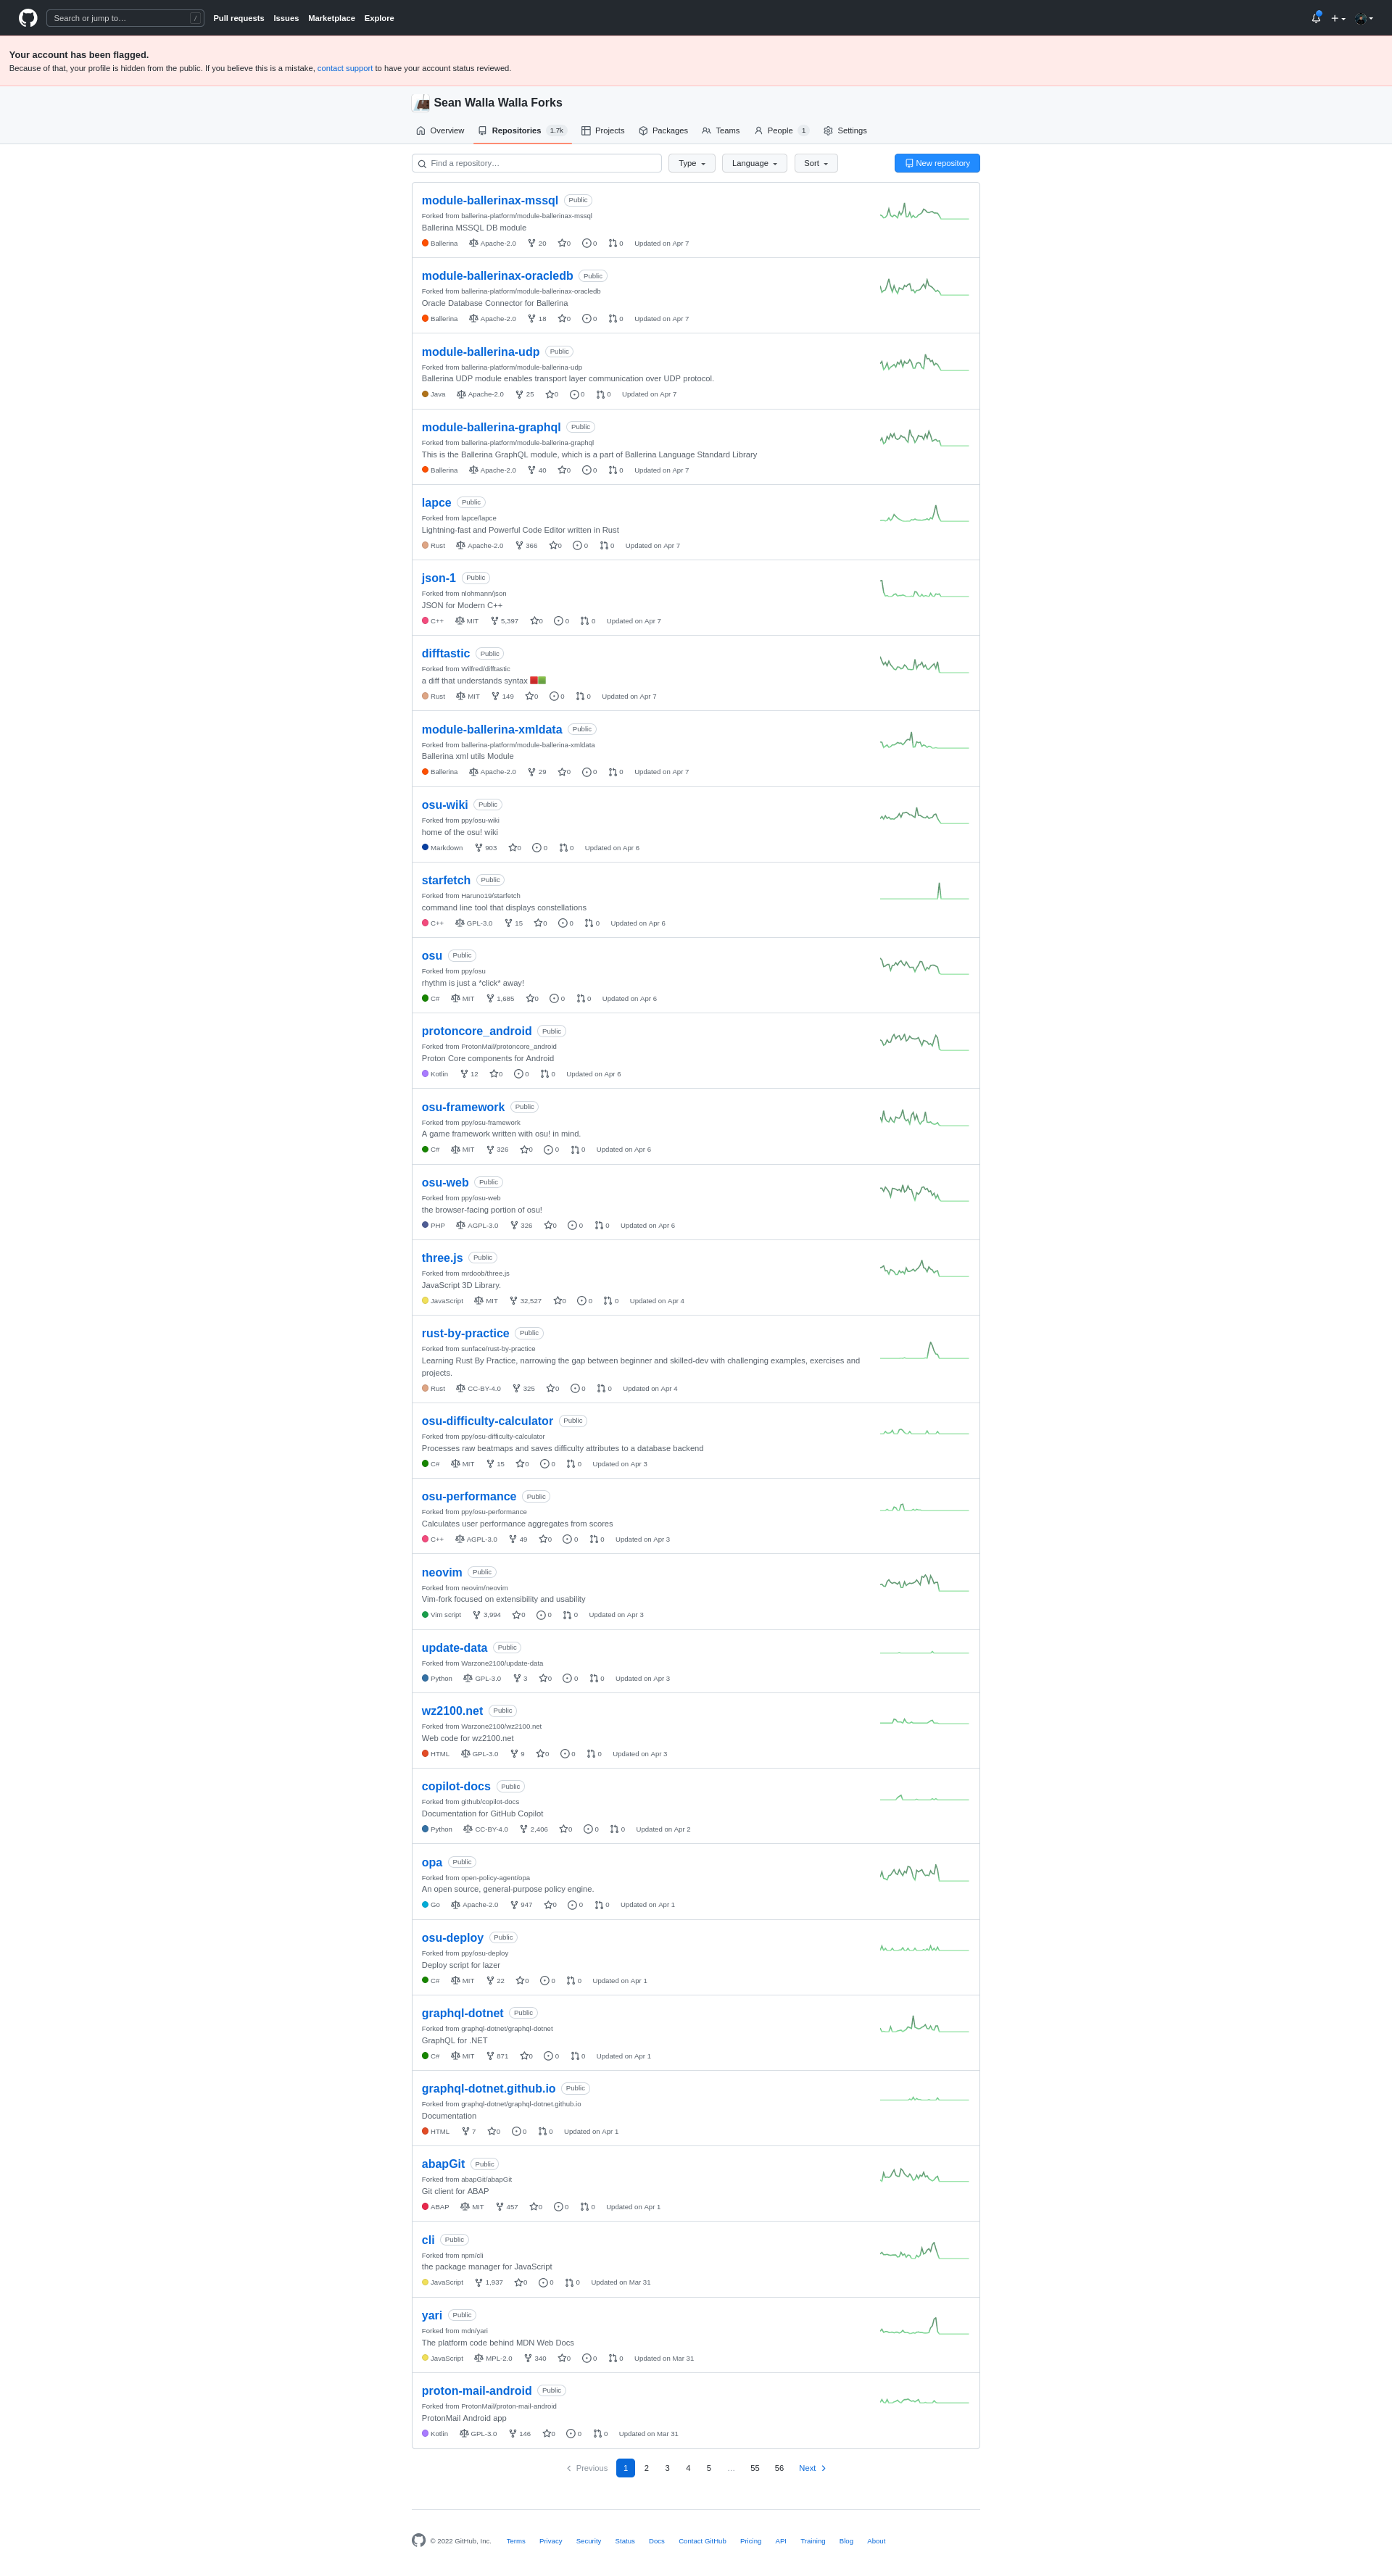 Search or jump to… /
Pull requests Issues Marketplace Explore
Your account has been flagged.
Because of that, your profile is hidden from the public. If you believe this is a mistake, contact support to have your account status reviewed.
Sean Walla Walla Forks
Overview Repositories 1.7k Projects Packages Teams People 1 Settings
Find a repository… Type Language Sort New repository
module-ballerinax-mssql Public
Forked from ballerina-platform/module-ballerinax-mssql
Ballerina MSSQL DB module
Ballerina Apache-2.0 20 0 0 0 Updated on Apr 7
module-ballerinax-oracledb Public
Forked from ballerina-platform/module-ballerinax-oracledb
Oracle Database Connector for Ballerina
Ballerina Apache-2.0 18 0 0 0 Updated on Apr 7
module-ballerina-udp Public
Forked from ballerina-platform/module-ballerina-udp
Ballerina UDP module enables transport layer communication over UDP protocol.
Java Apache-2.0 25 0 0 0 Updated on Apr 7
module-ballerina-graphql Public
Forked from ballerina-platform/module-ballerina-graphql
This is the Ballerina GraphQL module, which is a part of Ballerina Language Standard Library
Ballerina Apache-2.0 40 0 0 0 Updated on Apr 7
lapce Public
Forked from lapce/lapce
Lightning-fast and Powerful Code Editor written in Rust
Rust Apache-2.0 366 0 0 0 Updated on Apr 7
json-1 Public
Forked from nlohmann/json
JSON for Modern C++
C++ MIT 5,397 0 0 0 Updated on Apr 7
difftastic Public
Forked from Wilfred/difftastic
a diff that understands syntax 🟥🟩
Rust MIT 149 0 0 0 Updated on Apr 7
module-ballerina-xmldata Public
Forked from ballerina-platform/module-ballerina-xmldata
Ballerina xml utils Module
Ballerina Apache-2.0 29 0 0 0 Updated on Apr 7
osu-wiki Public
Forked from ppy/osu-wiki
home of the osu! wiki
Markdown 903 0 0 0 Updated on Apr 6
starfetch Public
Forked from Haruno19/starfetch
command line tool that displays constellations
C++ GPL-3.0 15 0 0 0 Updated on Apr 6
osu Public
Forked from ppy/osu
rhythm is just a *click* away!
C# MIT 1,685 0 0 0 Updated on Apr 6
protoncore_android Public
Forked from ProtonMail/protoncore_android
Proton Core components for Android
Kotlin 12 0 0 0 Updated on Apr 6
osu-framework Public
Forked from ppy/osu-framework
A game framework written with osu! in mind.
C# MIT 326 0 0 0 Updated on Apr 6
osu-web Public
Forked from ppy/osu-web
the browser-facing portion of osu!
PHP AGPL-3.0 326 0 0 0 Updated on Apr 6
three.js Public
Forked from mrdoob/three.js
JavaScript 3D Library.
JavaScript MIT 32,527 0 0 0 Updated on Apr 4
rust-by-practice Public
Forked from sunface/rust-by-practice
Learning Rust By Practice, narrowing the gap between beginner and skilled-dev with challenging examples, exercises and
projects.
Rust CC-BY-4.0 325 0 0 0 Updated on Apr 4
osu-difficulty-calculator Public
Forked from ppy/osu-difficulty-calculator
Processes raw beatmaps and saves difficulty attributes to a database backend
C# MIT 15 0 0 0 Updated on Apr 3
osu-performance Public
Forked from ppy/osu-performance
Calculates user performance aggregates from scores
C++ AGPL-3.0 49 0 0 0 Updated on Apr 3
neovim Public
Forked from neovim/neovim
Vim-fork focused on extensibility and usability
Vim script 3,994 0 0 0 Updated on Apr 3
update-data Public
Forked from Warzone2100/update-data
Python GPL-3.0 3 0 0 0 Updated on Apr 3
wz2100.net Public
Forked from Warzone2100/wz2100.net
Web code for wz2100.net
HTML GPL-3.0 9 0 0 0 Updated on Apr 3
copilot-docs Public
Forked from github/copilot-docs
Documentation for GitHub Copilot
Python CC-BY-4.0 2,406 0 0 0 Updated on Apr 2
opa Public
Forked from open-policy-agent/opa
An open source, general-purpose policy engine.
Go Apache-2.0 947 0 0 0 Updated on Apr 1
osu-deploy Public
Forked from ppy/osu-deploy
Deploy script for lazer
C# MIT 22 0 0 0 Updated on Apr 1
graphql-dotnet Public
Forked from graphql-dotnet/graphql-dotnet
GraphQL for .NET
C# MIT 871 0 0 0 Updated on Apr 1
graphql-dotnet.github.io Public
Forked from graphql-dotnet/graphql-dotnet.github.io
Documentation
HTML 7 0 0 0 Updated on Apr 1
abapGit Public
Forked from abapGit/abapGit
Git client for ABAP
ABAP MIT 457 0 0 0 Updated on Apr 1
cli Public
Forked from npm/cli
the package manager for JavaScript
JavaScript 1,937 0 0 0 Updated on Mar 31
yari Public
Forked from mdn/yari
The platform code behind MDN Web Docs
JavaScript MPL-2.0 340 0 0 0 Updated on Mar 31
proton-mail-android Public
Forked from ProtonMail/proton-mail-android
ProtonMail Android app
Kotlin GPL-3.0 146 0 0 0 Updated on Mar 31
Previous 1 2 3 4 5 … 55 56 Next
© 2022 GitHub, Inc. Terms Privacy Security Status Docs Contact GitHub Pricing API Training Blog About